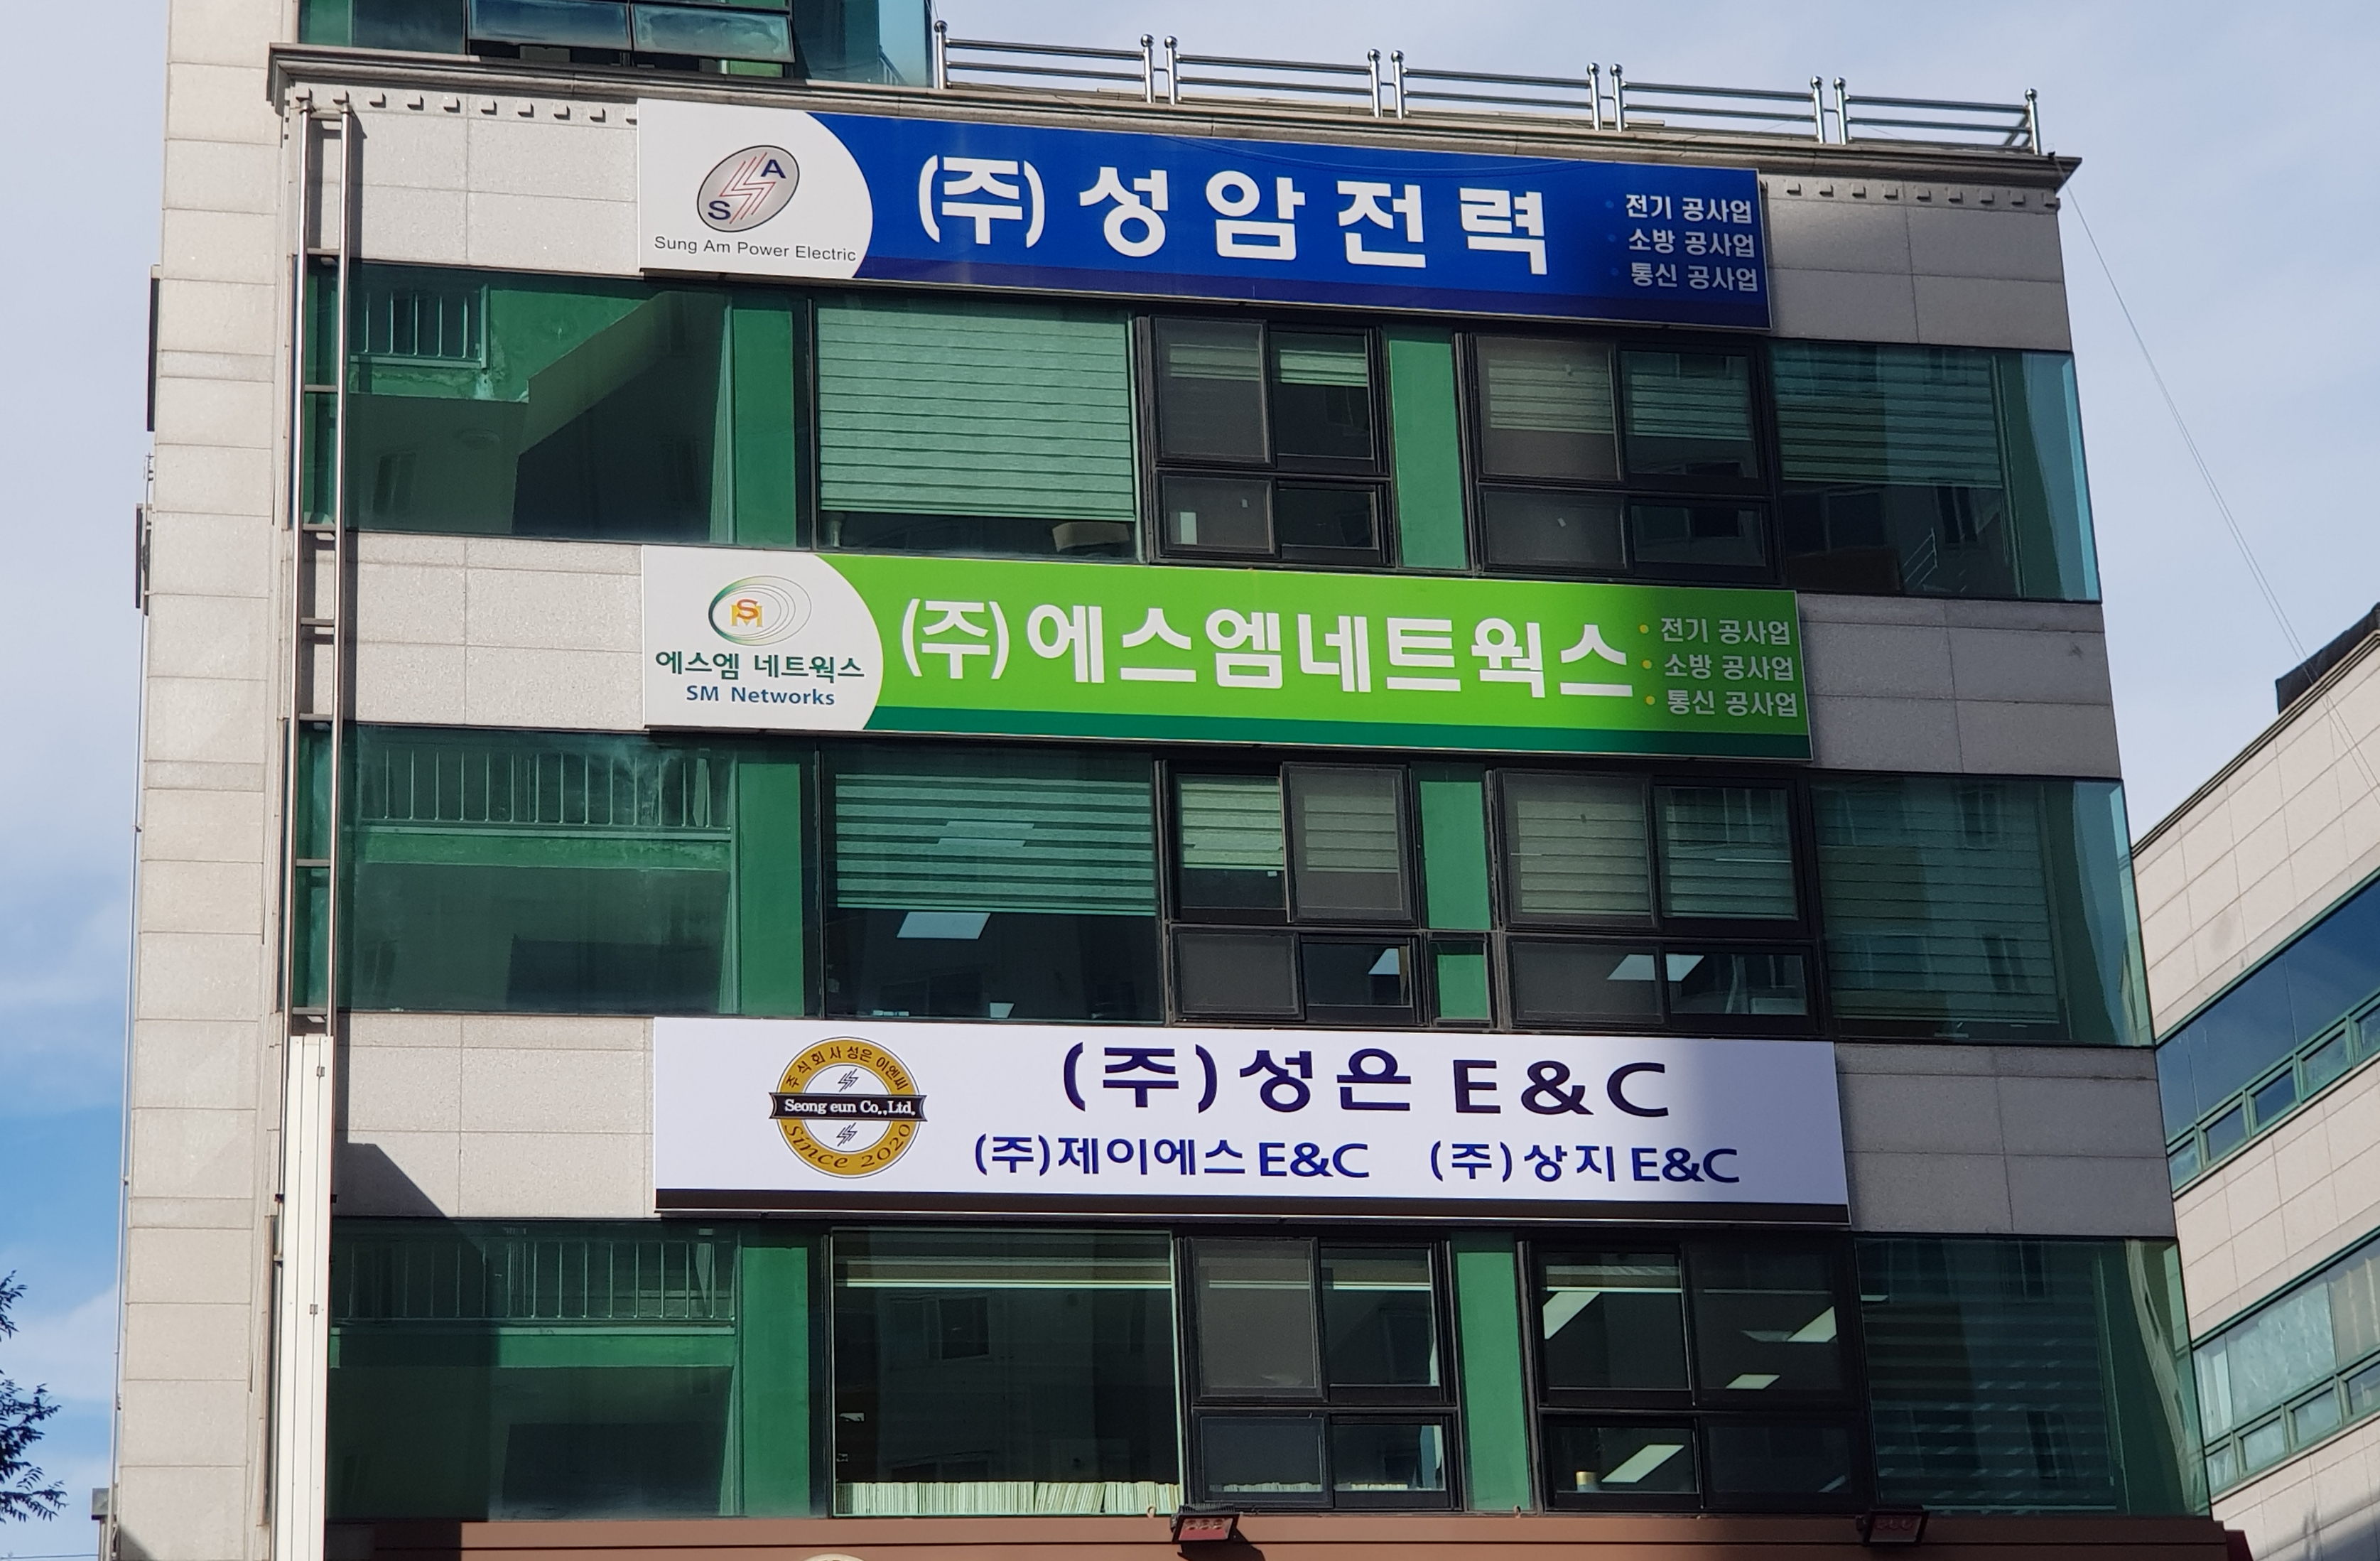 A
S
Sung Am Power Electric
(주) 성암전력
전기 공사업
소방 공사업
통신 공사업
SM
에스엠 네트웍스
SM Networks
(주)에스엠네트웍스
• 전기 공사업
• 소방 공사업
• 통신 공사업
주식회사 성은 이앤씨
Seong eun Co.,Ltd.
Since 2020
(주) 성은 E&C
(주)제이에스 E&C (주)상지 E&C